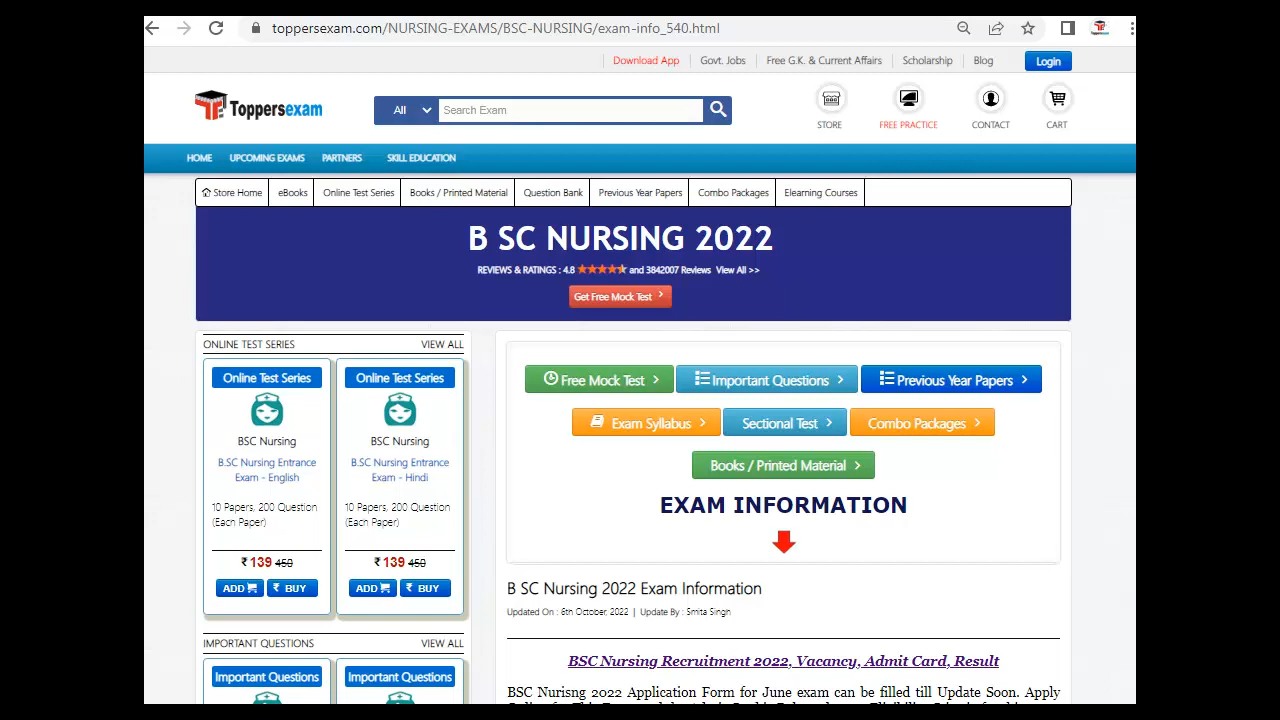 toppersexam.com/NURSING-EXAMS/BSC-NURSING/exam-info_540.html
Download App Govt. Jobs Free G.K. & Current Affairs Scholarship Blog Login
Toppersexam All Search Exam
STORE FREE PRACTICE CONTACT CART
HOME UPCOMING EXAMS PARTNERS SKILL EDUCATION
Store Home eBooks Online Test Series Books / Printed Material Question Bank Previous Year Papers Combo Packages Elearning Courses
B SC NURSING 2022
REVIEWS & RATINGS : 4.8 and 3842007 Reviews View All >>
Get Free Mock Test
ONLINE TEST SERIES VIEW ALL
Online Test Series
BSC Nursing
B.SC Nursing Entrance
Exam - English
10 Papers, 200 Question
(Each Paper)
₹ 139 450
ADD ₹ BUY
Online Test Series
BSC Nursing
B.SC Nursing Entrance
Exam - Hindi
10 Papers, 200 Question
(Each Paper)
₹ 139 450
ADD ₹ BUY
IMPORTANT QUESTIONS VIEW ALL
Important Questions
Important Questions
Free Mock Test Important Questions Previous Year Papers
Exam Syllabus Sectional Test Combo Packages
Books / Printed Material
EXAM INFORMATION
B SC Nursing 2022 Exam Information
Updated On : 6th October, 2022 | Update By : Smita Singh
BSC Nursing Recruitment 2022, Vacancy, Admit Card, Result
BSC Nurisng 2022 Application Form for June exam can be filled till Update Soon. Apply